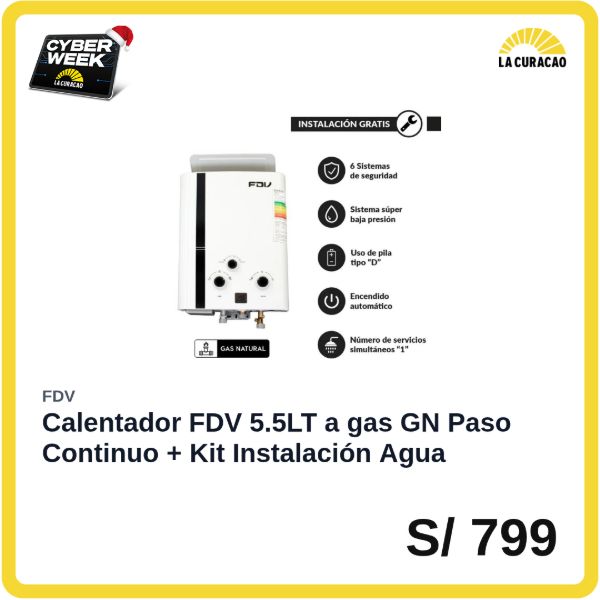 CYBER
WEEK
LA CURACAO
LA CURACAO
INSTALACIÓN GRATIS
6 Sistemas
de seguridad
Sistema súper
baja presión
Uso de pila
tipo “D”
Encendido
automático
Número de servicios
simultáneos “1”
FDV
GAS NATURAL
FDV
Calentador FDV 5.5LT a gas GN Paso
Continuo + Kit Instalación Agua
S/ 799